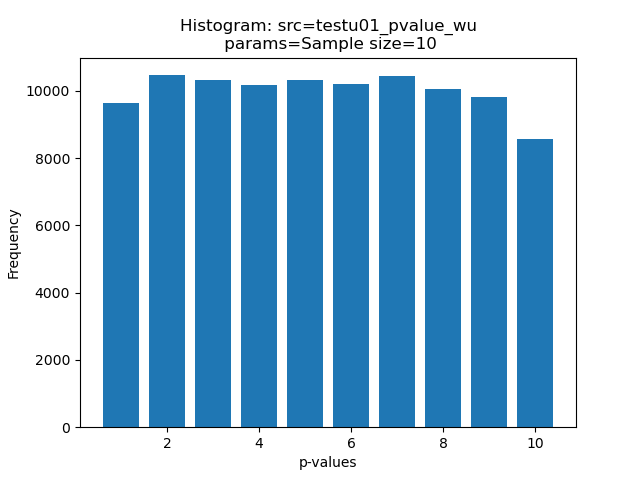 Histogram: src=testu01_pvalue_wu
params=Sample size=10
10000
8000
6000
4000
2000
0
Frequency
2 4 6 8 10
p-values